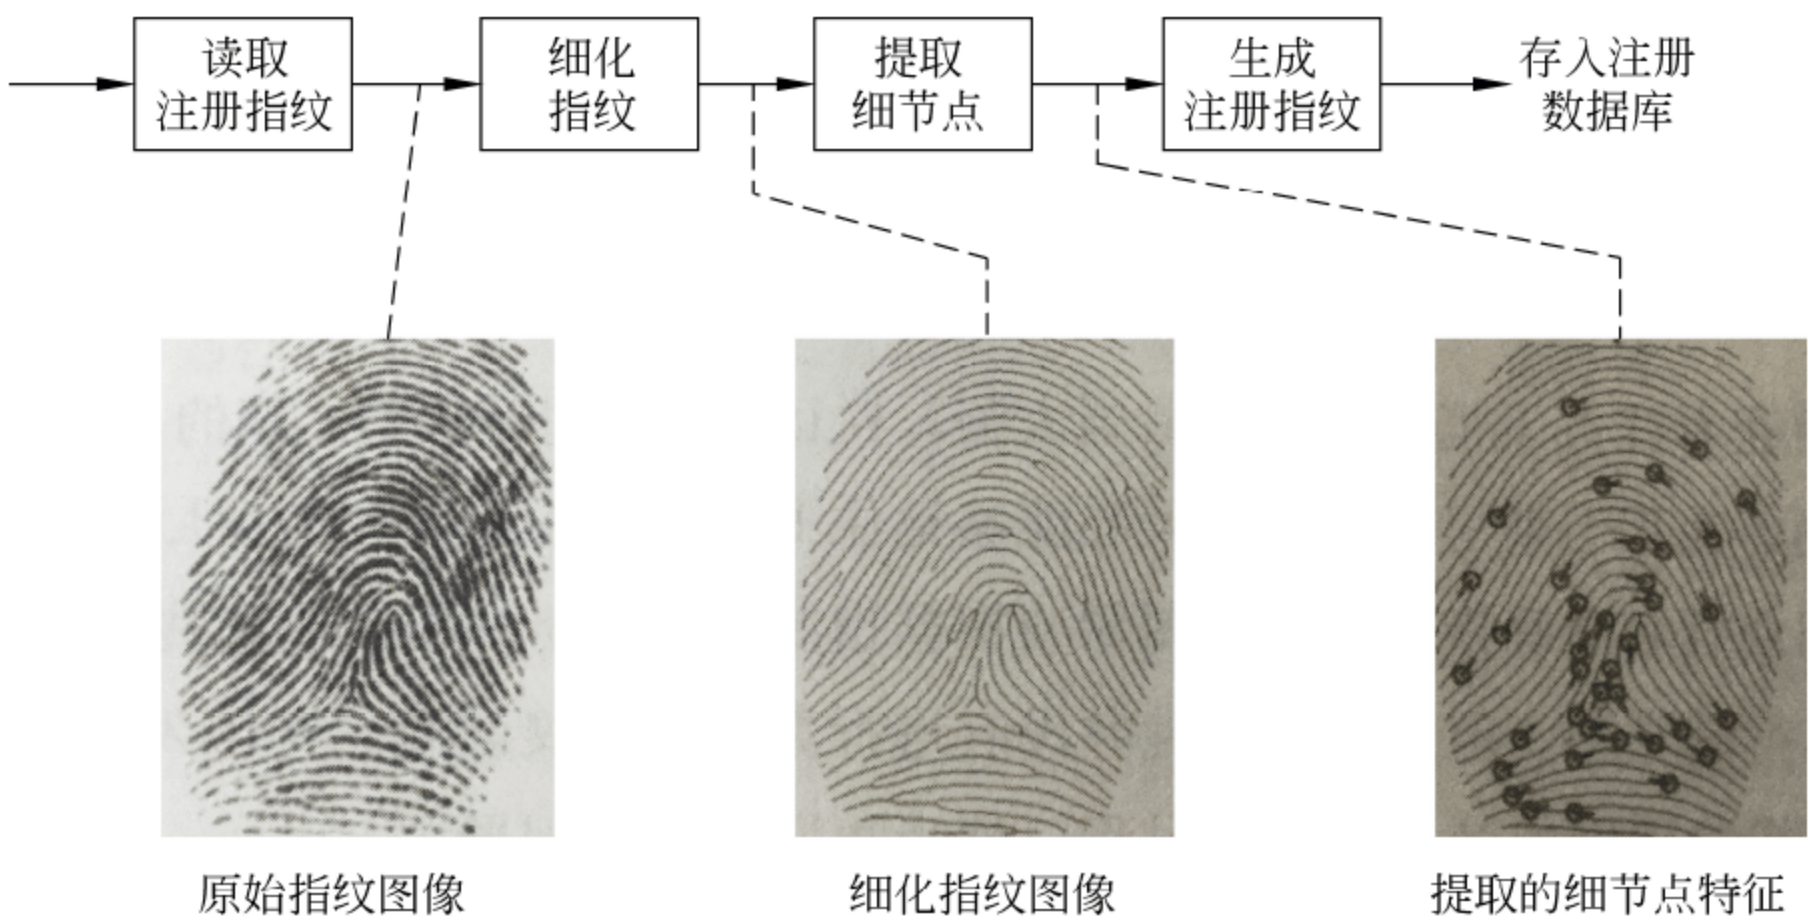 读取
注册指纹
细化
指纹
提取
细节点
生成
注册指纹
存入注册
数据库
原始指纹图像
细化指纹图像
提取的细节点特征